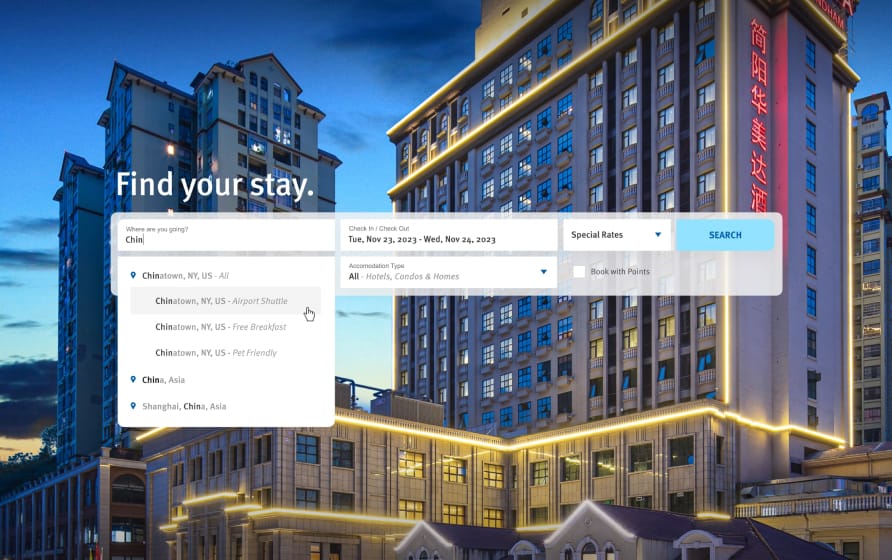 NDHAM
简阳华美达酒
Find your stay.
Where are you going?
Chin
Check In / Check Out
Tue, Nov 23, 2023 - Wed, Nov 24, 2023
Special Rates
SEARCH
Accomodation Type
All - Hotels, Condos & Homes
Book with Points
Chinatown, NY, US - All
Chinatown, NY, US - Airport Shuttle
Chinatown, NY, US - Free Breakfast
Chinatown, NY, US - Pet Friendly
China, Asia
Shanghai, China, Asia